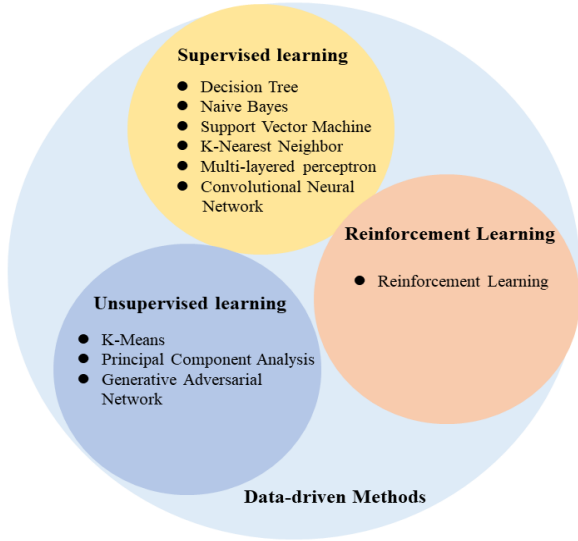 Supervised learning
● Decision Tree
● Naive Bayes
● Support Vector Machine
● K-Nearest Neighbor
● Multi-layered perceptron
● Convolutional Neural
Network
Reinforcement Learning
● Reinforcement Learning
Unsupervised learning
● K-Means
● Principal Component Analysis
● Generative Adversarial
Network
Data-driven Methods